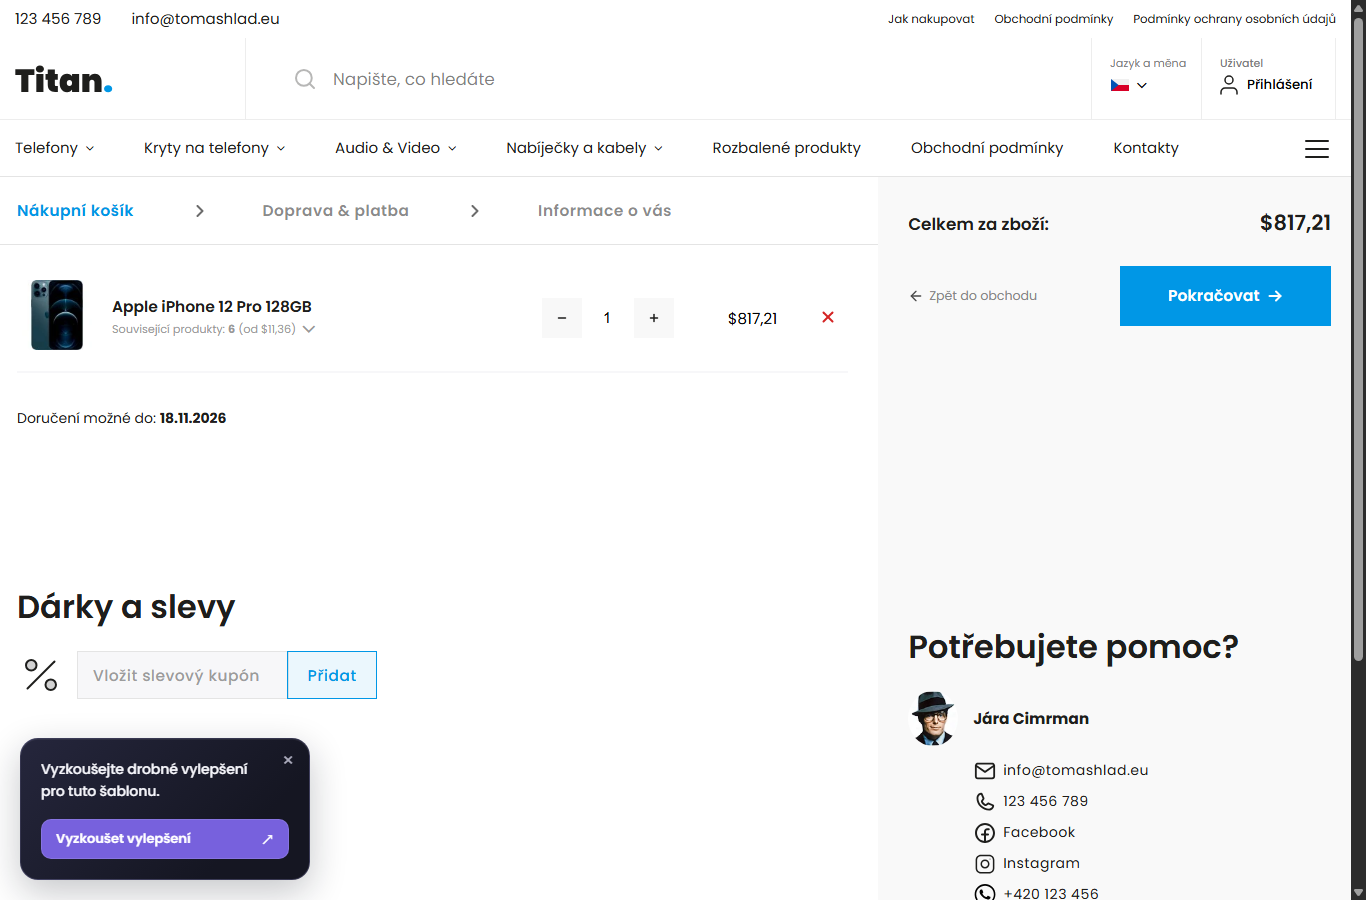 123 456 789
info@tomashlad.eu
Jak nakupovat
Obchodní podmínky
Podmínky ochrany osobních údajů
Titan.
Napište, co hledáte
Jazyk a měna
Uživatel
Přihlášení
Telefony
Kryty na telefony
Audio & Video
Nabíječky a kabely
Rozbalené produkty
Obchodní podmínky
Kontakty
Nákupní košík
Doprava & platba
Informace o vás
Apple iPhone 12 Pro 128GB
Související produkty: 6 (od $11,36)
− 1 +
$817,21
Doručení možné do: 18.11.2026
Celkem za zboží:
$817,21
Zpět do obchodu
Pokračovat
Dárky a slevy
Vložit slevový kupón
Přidat
Vyzkoušejte drobné vylepšení
pro tuto šablonu.
Vyzkoušet vylepšení
Potřebujete pomoc?
Jára Cimrman
info@tomashlad.eu
123 456 789
Facebook
Instagram
+420 123 456